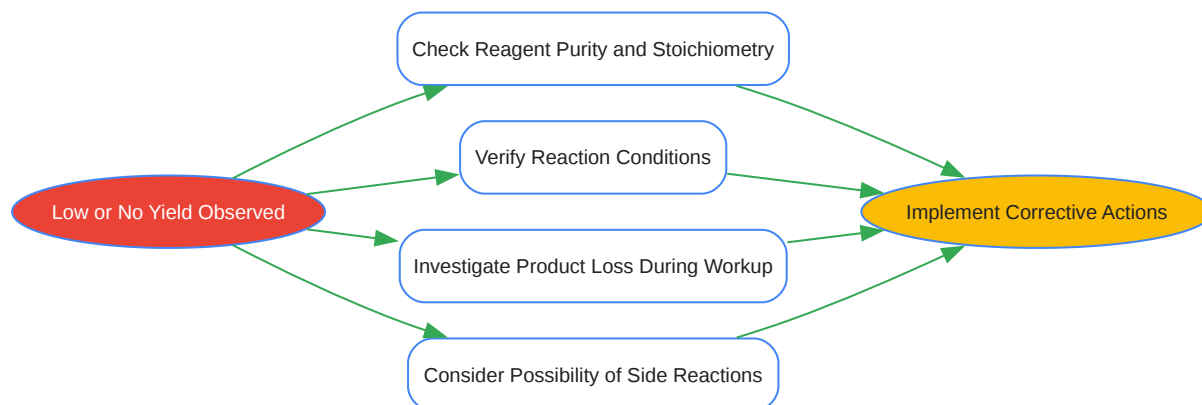 Check Reagent Purity and Stoichiometry
Verify Reaction Conditions
Low or No Yield Observed
Implement Corrective Actions
Investigate Product Loss During Workup
Consider Possibility of Side Reactions